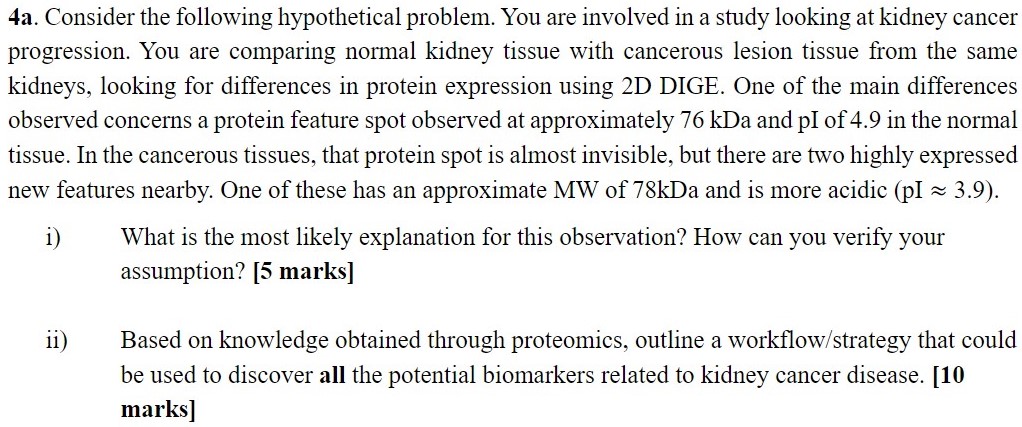 4a. Consider the following hypothetical problem. You are involved in a study looking at kidney cancer
progression. You are comparing normal kidney tissue with cancerous lesion tissue from the same
kidneys, looking for differences in protein expression using 2D DIGE. One of the main differences
observed concerns a protein feature spot observed at approximately 76 kDa and pI of 4.9 in the normal
tissue. In the cancerous tissues, that protein spot is almost invisible, but there are two highly expressed
new features nearby. One of these has an approximate MW of 78kDa and is more acidic (pI ≈ 3.9).
i) What is the most likely explanation for this observation? How can you verify your
assumption? [5 marks]
ii) Based on knowledge obtained through proteomics, outline a workflow/strategy that could
be used to discover all the potential biomarkers related to kidney cancer disease. [10
marks]